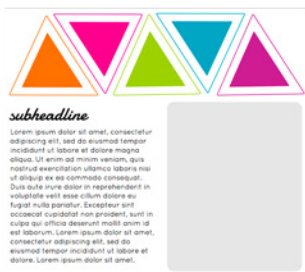 subheadline
Lorem ipsum dolor sit amet, consectetur
adipiscing elit, sed do eiusmod tempor
incididunt ut labore et dolore magna
aliqua. Ut enim ad minim veniam, quis
nostrud exercitation ullamco laboris nisi
ut aliquip ex ea commodo consequat.
Duis aute irure dolor in reprehenderit in
voluptate velit esse cillum dolore eu
fugiat nulla pariatur. Excepteur sint
occaecat cupidatat non proident, sunt in
culpa qui officia deserunt mollit anim id
est laborum. Lorem ipsum dolor sit amet,
consectetur adipiscing elit, sed do
eiusmod tempor incididunt ut labore et
dolore. Lorem ipsum dolor sit amet.